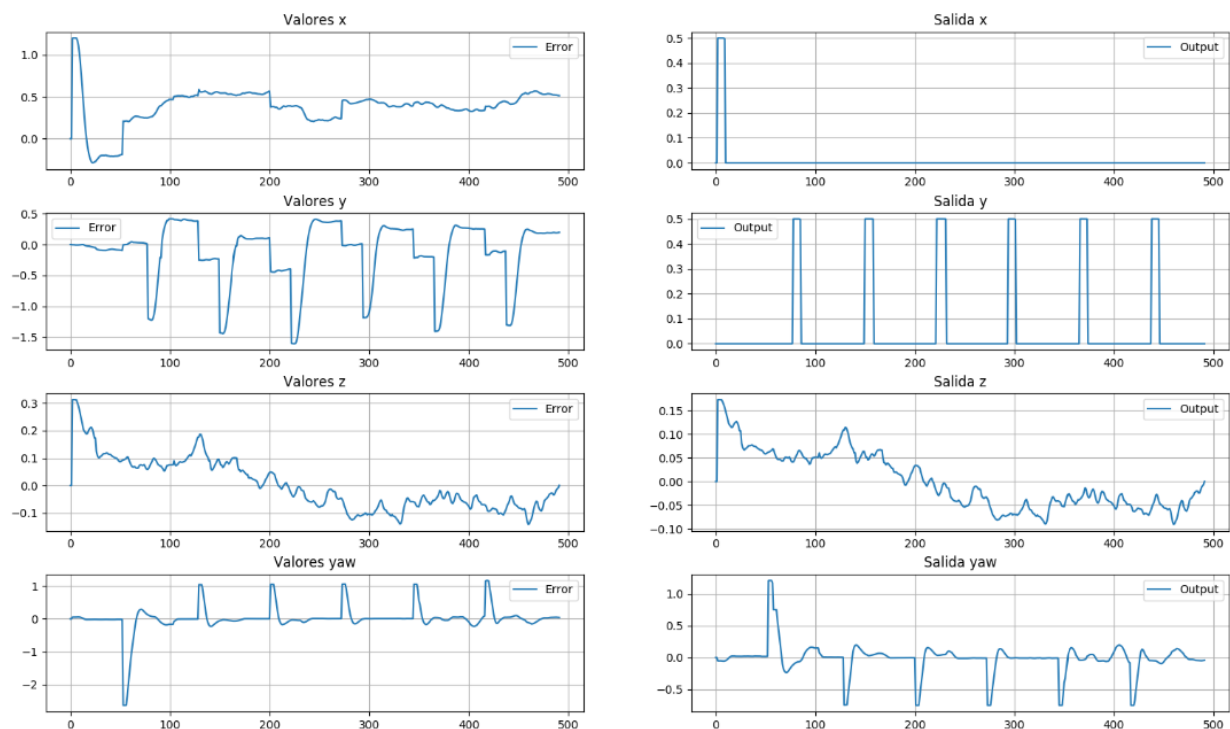 Valores x
Error
1.0
0.5
0.0
0 100 200 300 400 500
Salida x
Output
0.5
0.4
0.3
0.2
0.1
0.0
0 100 200 300 400 500
Valores y
Error
0.5
0.0
−0.5
−1.0
−1.5
0 100 200 300 400 500
Salida y
Output
0.5
0.4
0.3
0.2
0.1
0.0
0 100 200 300 400 500
Valores z
Error
0.3
0.2
0.1
0.0
−0.1
0 100 200 300 400 500
Salida z
Output
0.15
0.10
0.05
0.00
−0.05
−0.10
0 100 200 300 400 500
Valores yaw
Error
1
0
−1
−2
0 100 200 300 400 500
Salida yaw
Output
1.0
0.5
0.0
−0.5
0 100 200 300 400 500